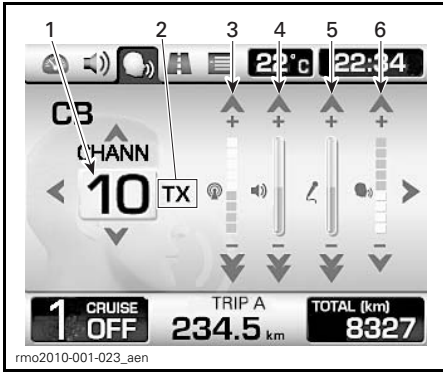 1 2 3 4 5 6
22°c 22:34
CB
CHANN
10 TX
1 CRUISE OFF
TRIP A
234.5 km
TOTAL (km)
8327
rmo2010-001-023_aen